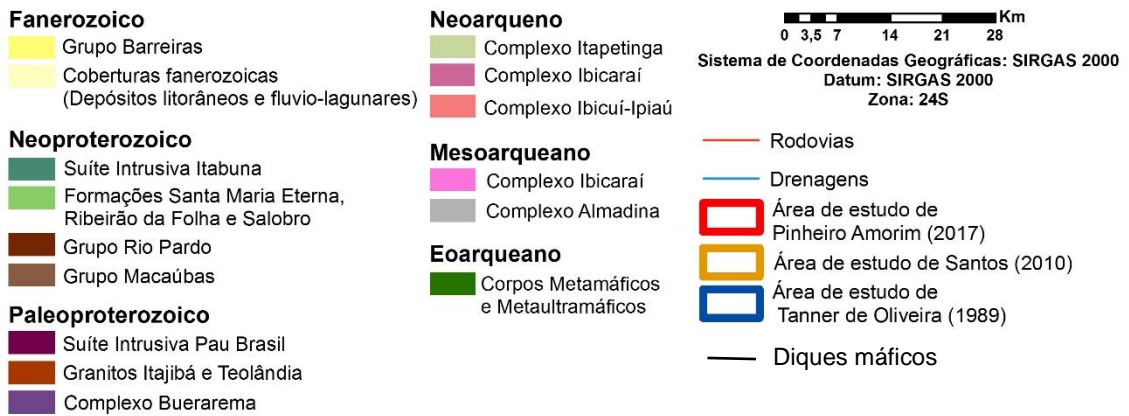 Fanerozoico
Grupo Barreiras
Coberturas fanerozoicas
(Depósitos litorâneos e fluvio-lagunares)
Neoproterozoico
Suíte Intrusiva Itabuna
Formações Santa Maria Eterna,
Ribeirão da Folha e Salobro
Grupo Rio Pardo
Grupo Macaúbas
Paleoproterozoico
Suíte Intrusiva Pau Brasil
Granitos Itajibá e Teolândia
Complexo Buerarema
Neoarqueno
Complexo Itapetinga
Complexo Ibicaraí
Complexo Ibicuí-Ipiaú
Mesoarqueano
Complexo Ibicaraí
Complexo Almadina
Eoarqueano
Corpos Metamáficos
e Metaultramáficos
Km
0 3,5 7 14 21 28
Sistema de Coordenadas Geográficas: SIRGAS 2000
Datum: SIRGAS 2000
Zona: 24S
Rodovias
Drenagens
Área de estudo de
Pinheiro Amorim (2017)
Área de estudo de Santos (2010)
Área de estudo de
Tanner de Oliveira (1989)
Diques máficos